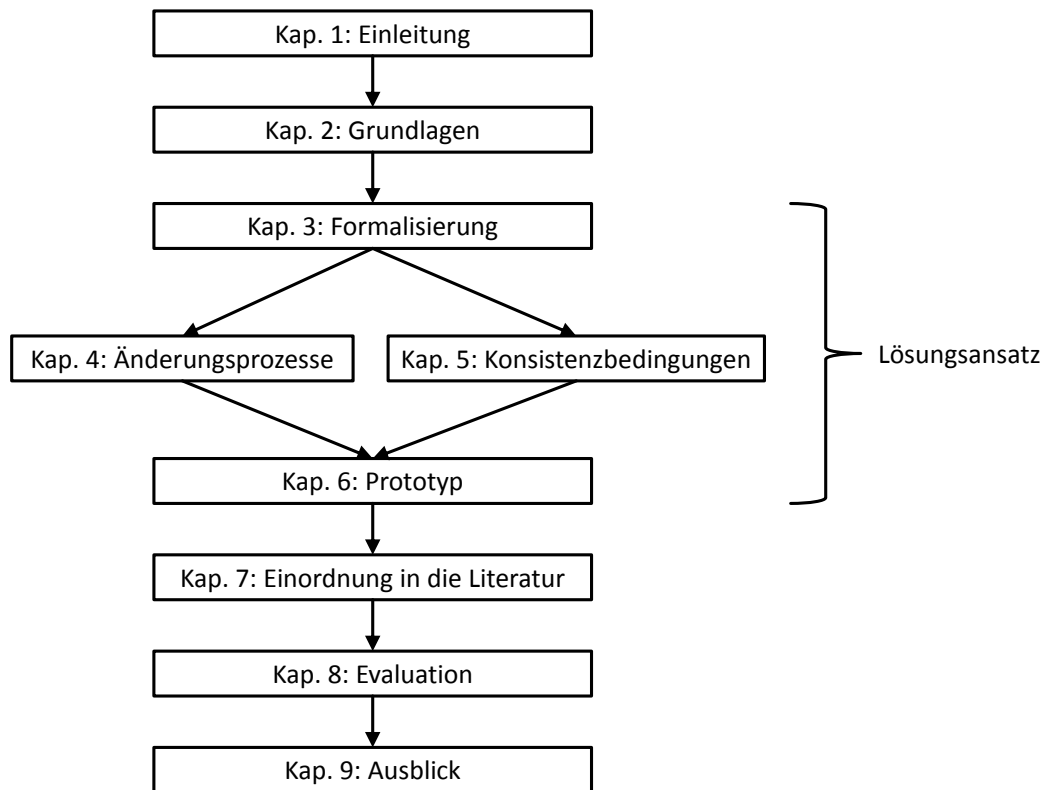 Kap. 1: Einleitung
Kap. 2: Grundlagen
Kap. 3: Formalisierung
Kap. 4: Änderungsprozesse
Kap. 5: Konsistenzbedingungen
Lösungsansatz
Kap. 6: Prototyp
Kap. 7: Einordnung in die Literatur
Kap. 8: Evaluation
Kap. 9: Ausblick